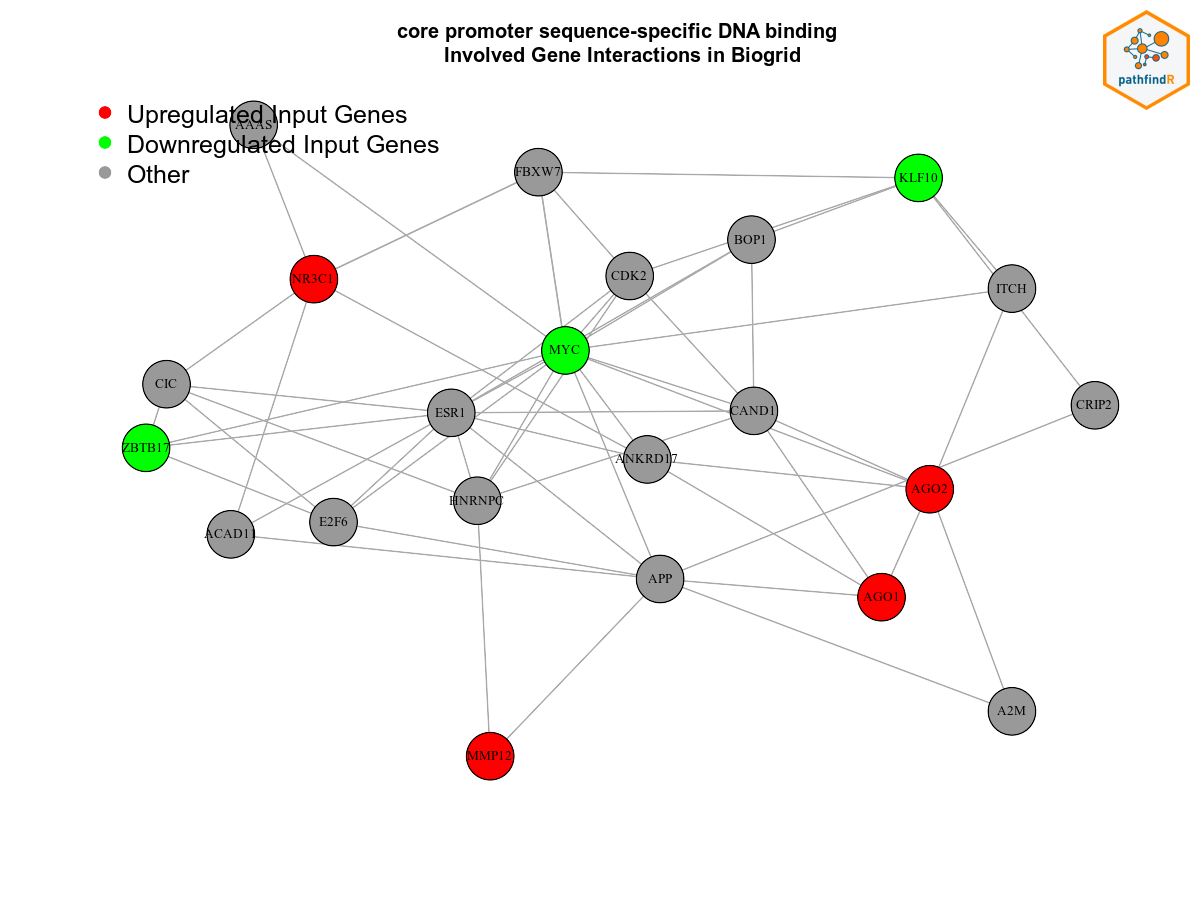 core promoter sequence-specific DNA binding
Involved Gene Interactions in Biogrid
pathfindR
Upregulated Input Genes
AAAS
Downregulated Input Genes
Other
FBXW7
KLF10
BOP1
NR3C1
CDK2
ITCH
MYC
CIC
CRIP2
ESR1
CAND1
ZBTB17
ANKRD17
AGO2
HNRNPC
E2F6
ACAD11
APP
AGO1
A2M
MMP12